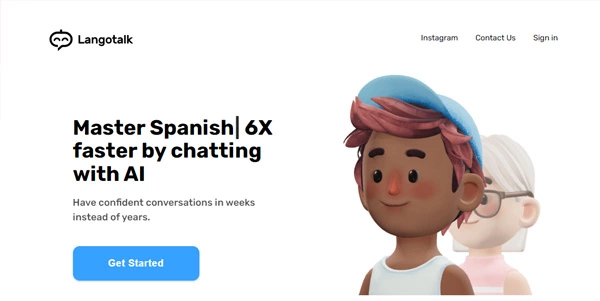 Langotalk
Instagram Contact Us Sign in
Master Spanish| 6X
faster by chatting
with AI
Have confident conversations in weeks
instead of years.
Get Started